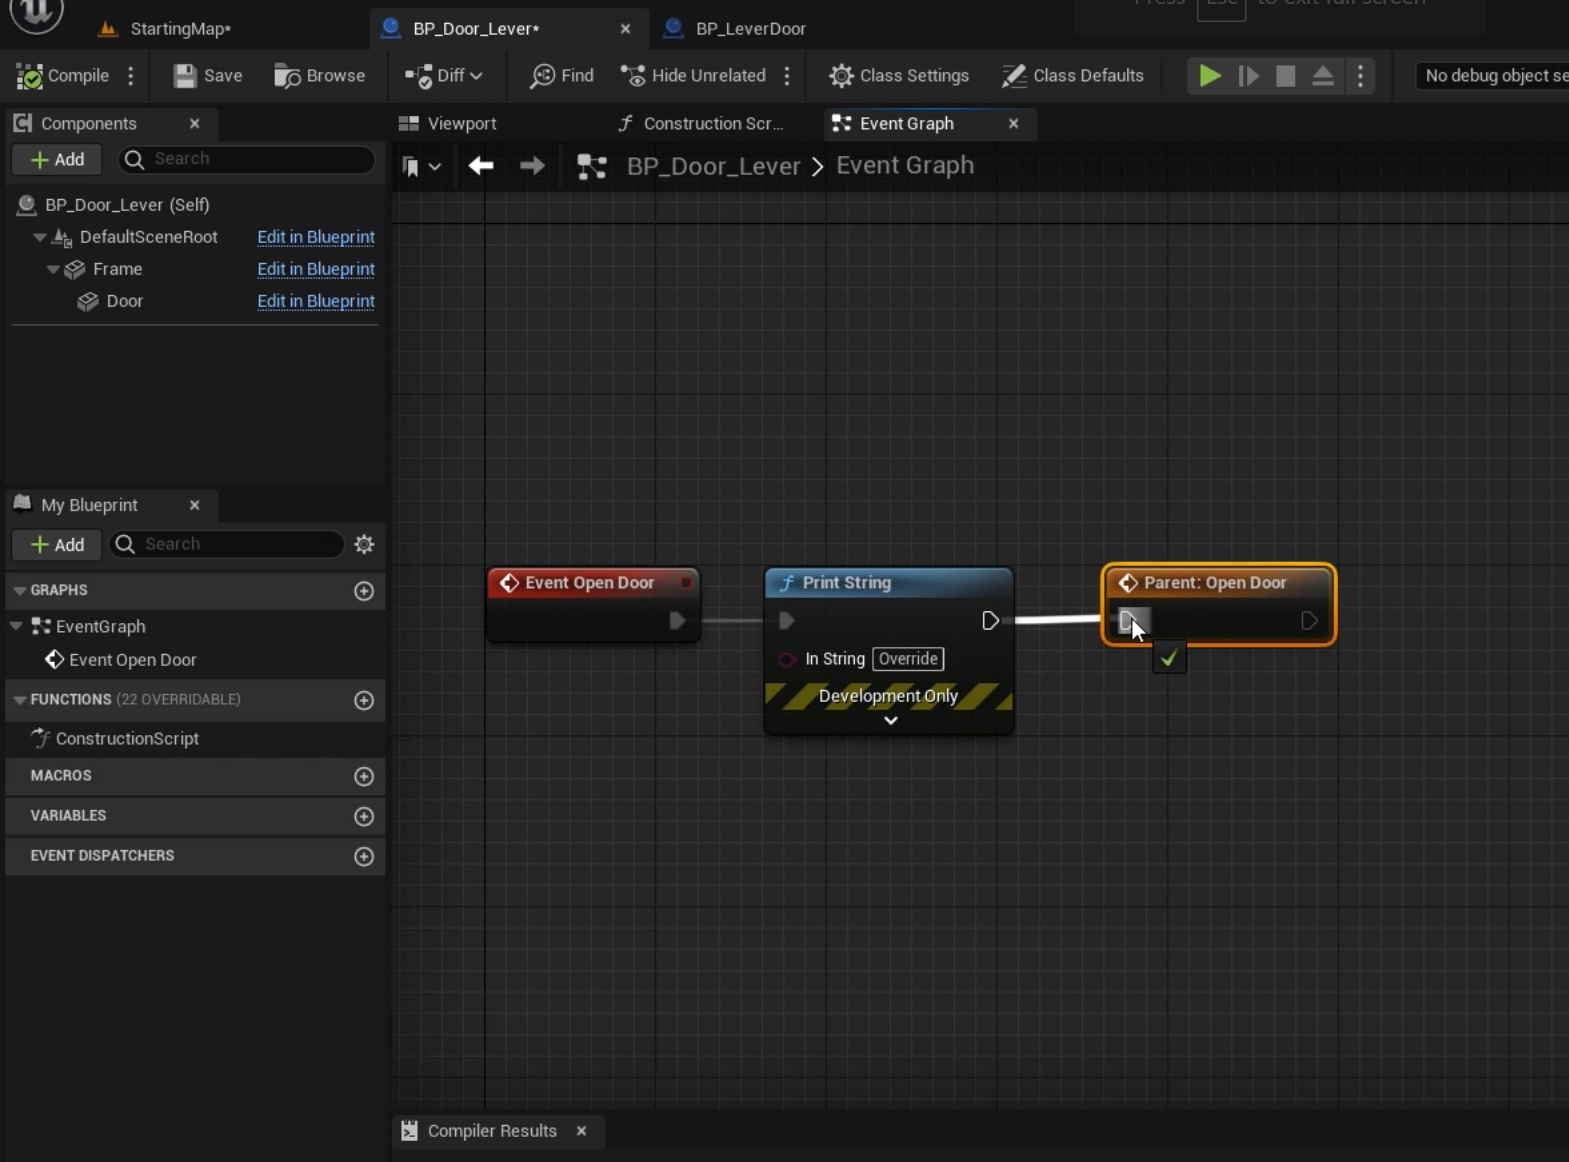 Press Esc to exit full screen
StartingMap*
BP_Door_Lever*
BP_LeverDoor
Compile
Save
Browse
Diff
Find
Hide Unrelated
Class Settings
Class Defaults
No debug object se
Components
Viewport
Construction Scr...
Event Graph
Add
Search
BP_Door_Lever > Event Graph
BP_Door_Lever (Self)
DefaultSceneRoot Edit in Blueprint
Frame Edit in Blueprint
Door Edit in Blueprint
My Blueprint
Add
Search
GRAPHS
EventGraph
Event Open Door
FUNCTIONS (22 OVERRIDABLE)
ConstructionScript
MACROS
VARIABLES
EVENT DISPATCHERS
Event Open Door
Print String
In String Override
Development Only
Parent: Open Door
Compiler Results